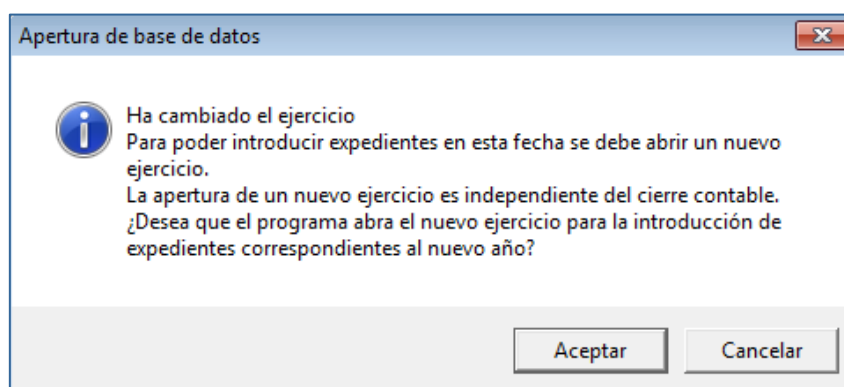 Apertura de base de datos
Ha cambiado el ejercicio
Para poder introducir expedientes en esta fecha se debe abrir un nuevo
ejercicio.
La apertura de un nuevo ejercicio es independiente del cierre contable.
¿Desea que el programa abra el nuevo ejercicio para la introducción de
expedientes correspondientes al nuevo año?
Aceptar
Cancelar